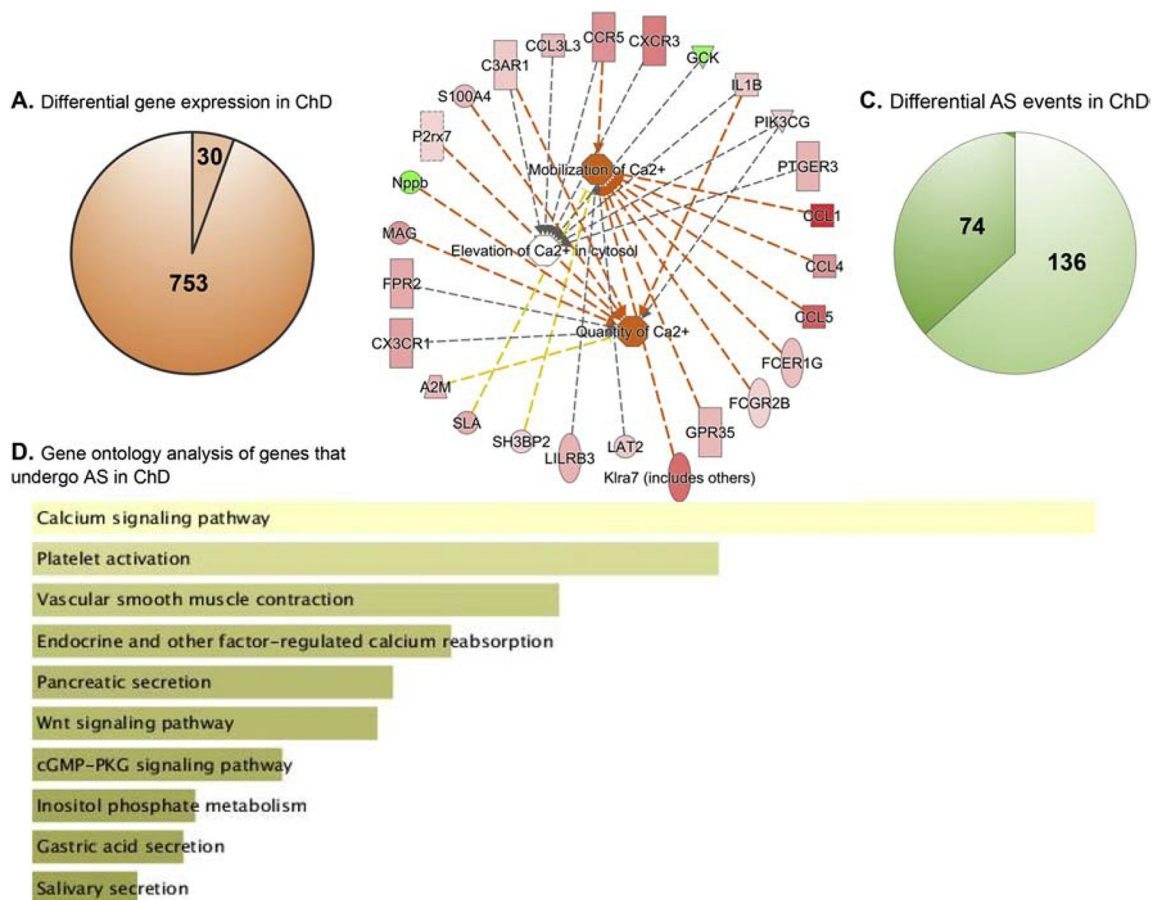 A. Differential gene expression in ChD
30
753
CCL3L3
CCR5
CXCR3
GCK
C3AR1
IL1B
S100A4
PIK3CG
P2rx7
PTGER3
Mobilization of Ca2+
Nppb
CCL1
MAG
Elevation of Ca2+ in cytosol
CCL4
FPR2
CCL5
Quantity of Ca2+
CX3CR1
FCER1G
A2M
FCGR2B
SLA
GPR35
SH3BP2
LAT2
LILRB3
Klra7 (includes others)
C. Differential AS events in ChD
74
136
D. Gene ontology analysis of genes that
undergo AS in ChD
Calcium signaling pathway
Platelet activation
Vascular smooth muscle contraction
Endocrine and other factor-regulated calcium reabsorption
Pancreatic secretion
Wnt signaling pathway
cGMP-PKG signaling pathway
Inositol phosphate metabolism
Gastric acid secretion
Salivary secretion